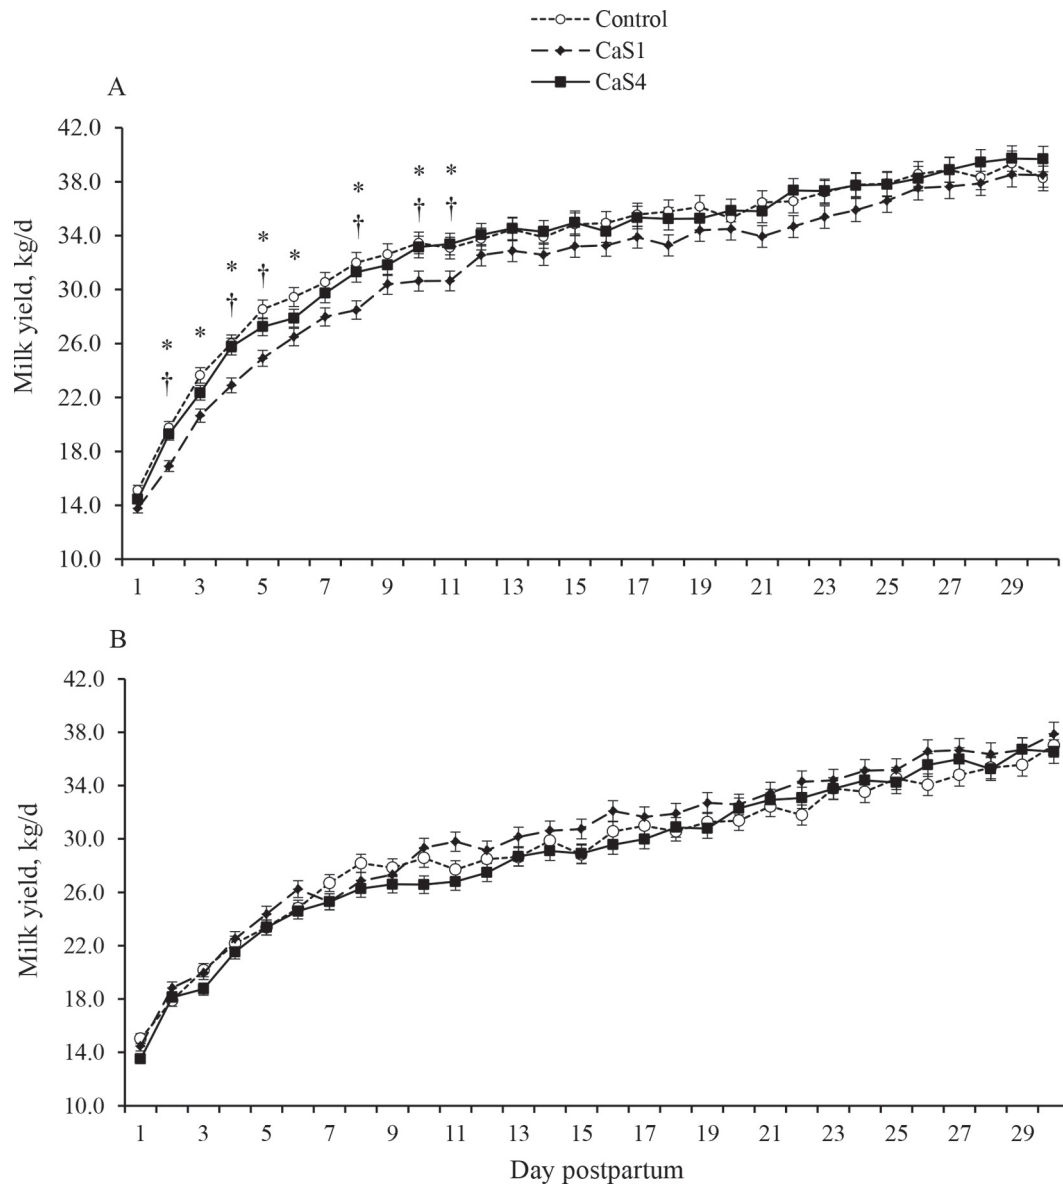 Control
CaS1
CaS4
A
42.0
38.0
34.0
30.0
26.0
22.0
18.0
14.0
10.0
Milk yield, kg/d
* * * * * * * * *
† † † † † †
1 3 5 7 9 11 13 15 17 19 21 23 25 27 29
B
42.0
38.0
34.0
30.0
26.0
22.0
18.0
14.0
10.0
Milk yield, kg/d
1 3 5 7 9 11 13 15 17 19 21 23 25 27 29
Day postpartum